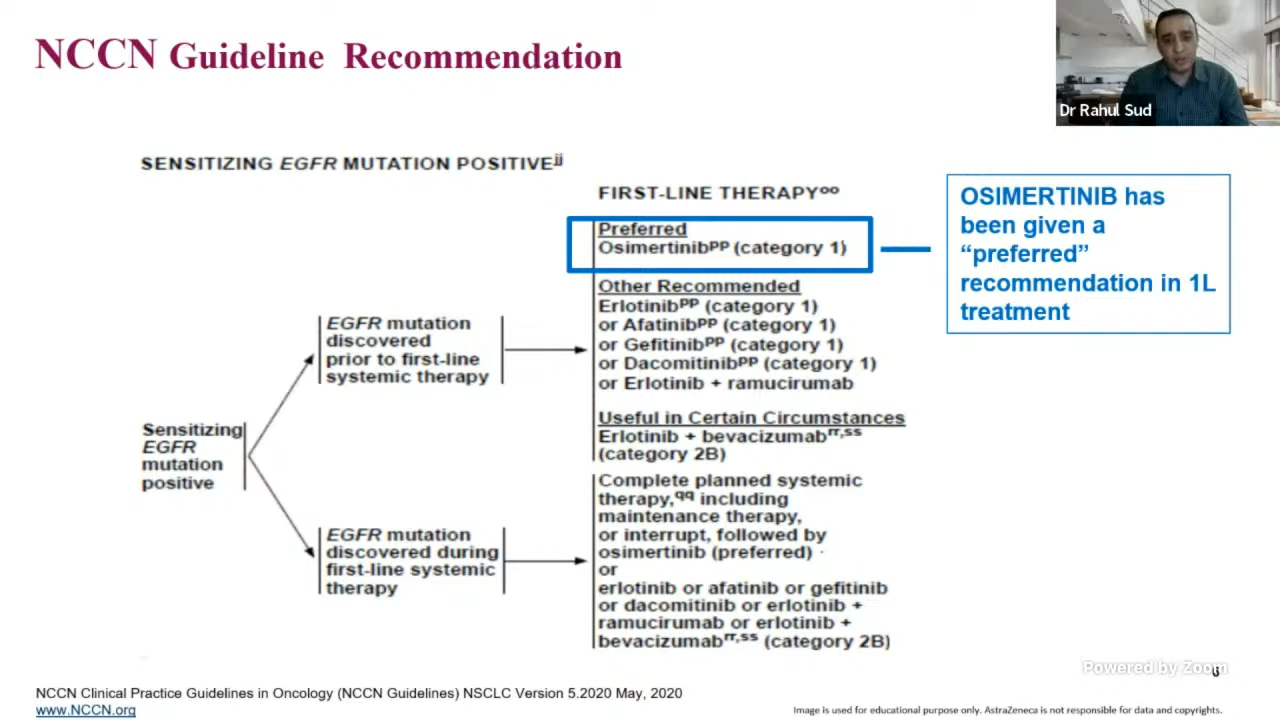 NCCN Guideline Recommendation
Dr Rahul Sud
SENSITIZING EGFR MUTATION POSITIVEjj
FIRST-LINE THERAPYoo
Preferred
Osimertinibpp (category 1)
Other Recommended
Erlotinibpp (category 1)
or Afatinibpp (category 1)
or Gefitinibpp (category 1)
or Dacomitinibpp (category 1)
or Erlotinib + ramucirumab
Useful in Certain Circumstances
Erlotinib + bevacizumabrr,ss
(category 2B)
OSIMERTINIB has
been given a
“preferred”
recommendation in 1L
treatment
EGFR mutation
discovered
prior to first-line
systemic therapy
Sensitizing
EGFR
mutation
positive
EGFR mutation
discovered during
first-line systemic
therapy
Complete planned systemic
therapy,qq including
maintenance therapy,
or interrupt, followed by
osimertinib (preferred)
or
erlotinib or afatinib or gefitinib
or dacomitinib or erlotinib +
ramucirumab or erlotinib +
bevacizumabrr,ss (category 2B)
Powered by Zoom
NCCN Clinical Practice Guidelines in Oncology (NCCN Guidelines) NSCLC Version 5.2020 May, 2020
www.NCCN.org
Image is used for educational purpose only. AstraZeneca is not responsible for data and copyrights.